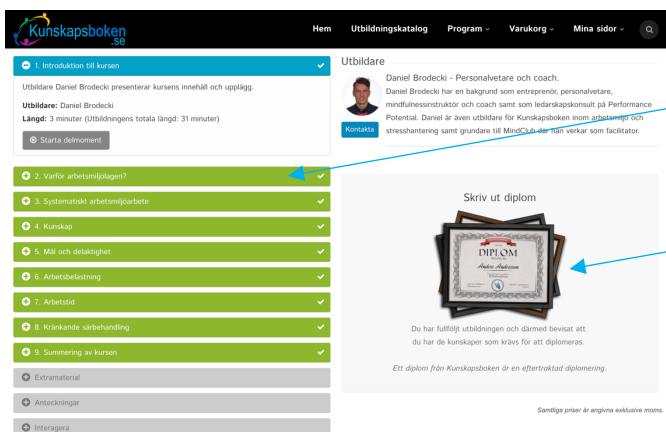 Kunskapsboken
.se
Hem Utbildningskatalog Program Varukorg Mina sidor
1. Introduktion till kursen
Utbildare Daniel Brodecki presenterar kursens innehåll och upplägg.
Utbildare: Daniel Brodecki
Längd: 3 minuter (Utbildningens totala längd: 31 minuter)
Starta delmoment
2. Varför arbetsmiljölagen?
3. Systematiskt arbetsmiljöarbete
4. Kunskap
5. Mål och delaktighet
6. Arbetsbelastning
7. Arbetstid
8. Kränkande särbehandling
9. Summering av kursen
Extramaterial
Anteckningar
Interagera
Utbildare
Daniel Brodecki - Personalvetare och coach.
Daniel Brodecki har en bakgrund som entreprenör, personalvetare,
mindfulnessinstruktör och coach samt som ledarskapskonsult på Performance
Potential. Daniel är även utbildare för Kunskapsboken inom arbetsmiljö och
stresshantering samt grundare till MindClub där han verkar som facilitator.
Kontakta
Skriv ut diplom
DIPLOM
Anders Andersson
Du har fullföljt utbildningen och därmed bevisat att
du har de kunskaper som krävs för att diplomeras.
Ett diplom från Kunskapsboken är en eftertraktad diplomering.
Samtliga priser är angivna exklusive moms.